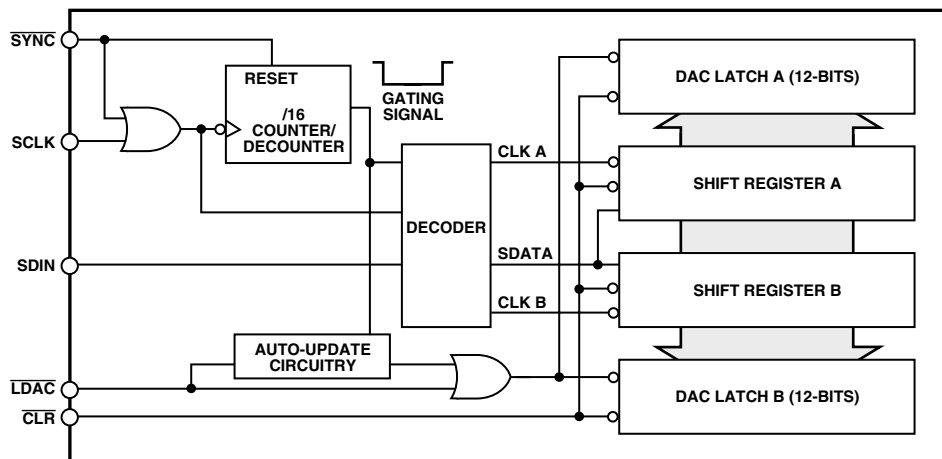 SYNC
SCLK
SDIN
LDAC
CLR
RESET
/16
COUNTER/
DECOUNTER
GATING
SIGNAL
DECODER
AUTO-UPDATE
CIRCUITRY
CLK A
SDATA
CLK B
DAC LATCH A (12-BITS)
SHIFT REGISTER A
SHIFT REGISTER B
DAC LATCH B (12-BITS)